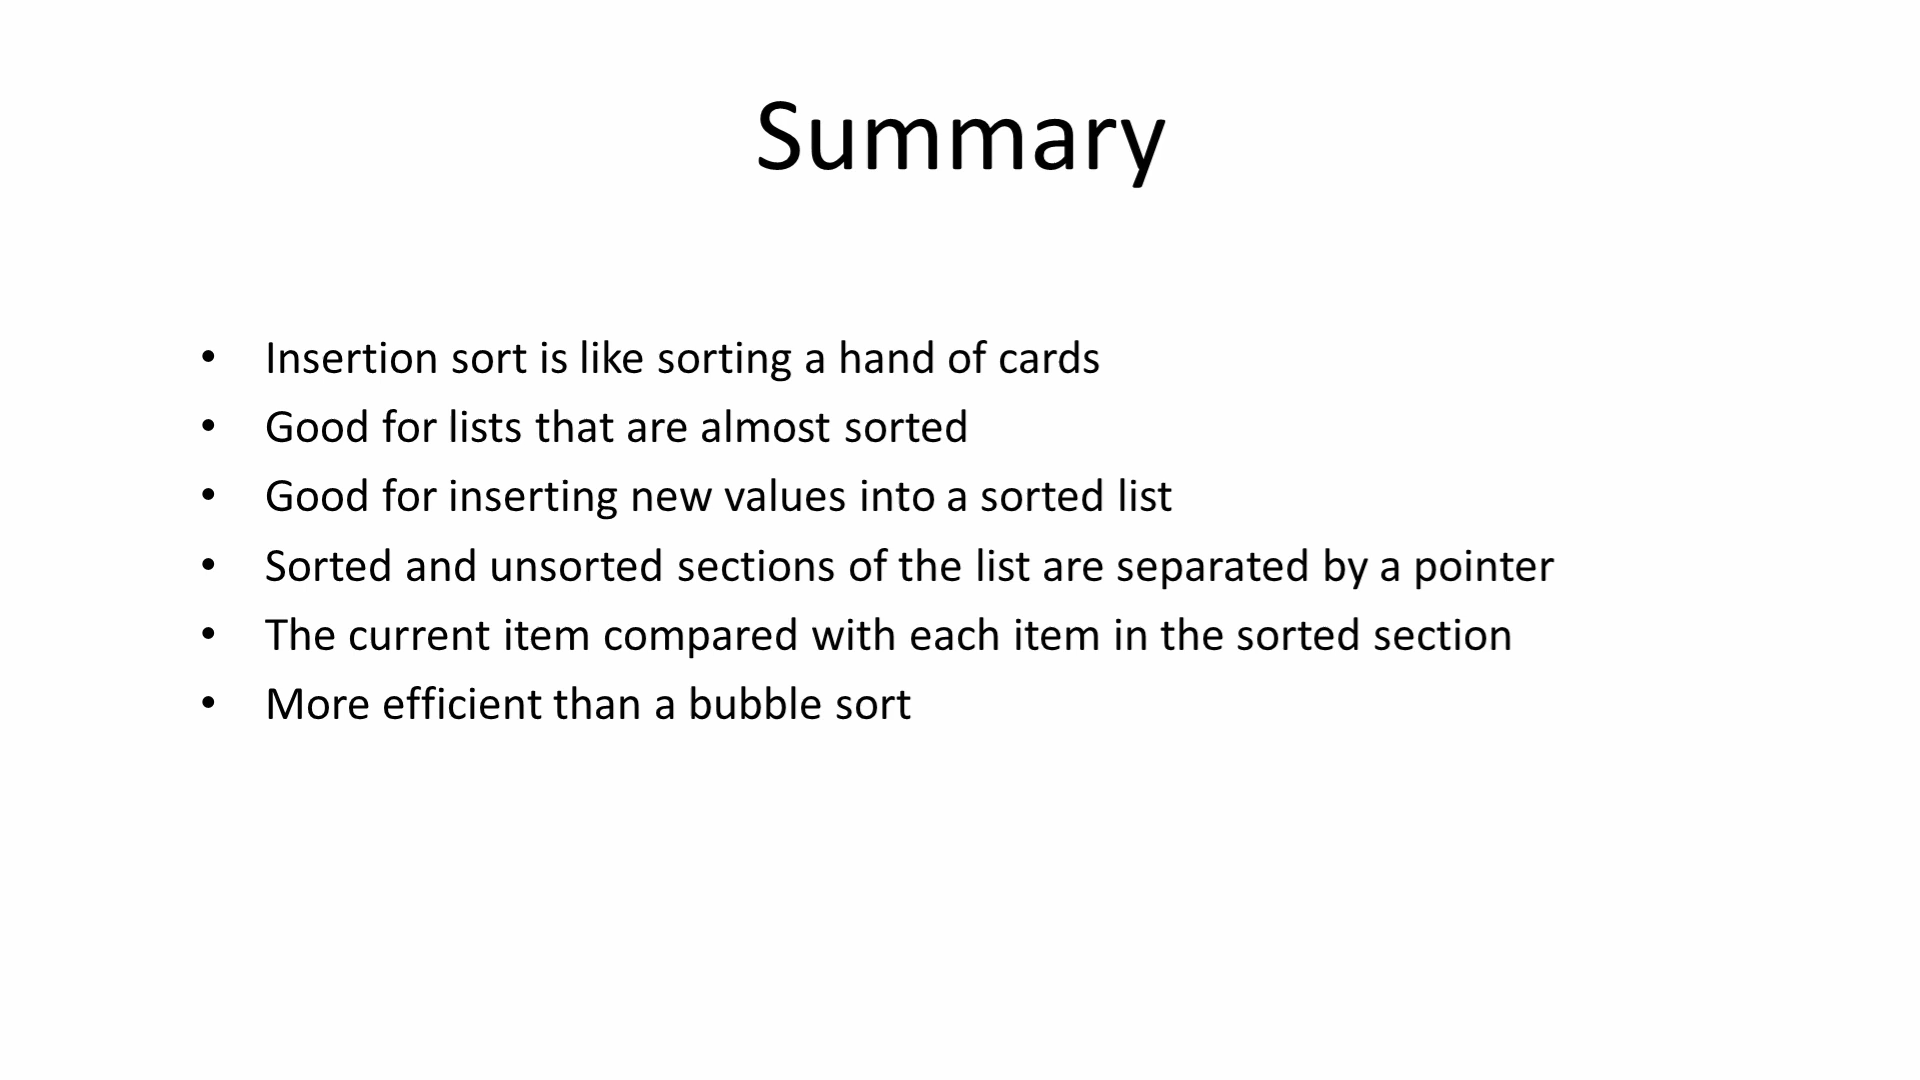 Summary
• Insertion sort is like sorting a hand of cards
• Good for lists that are almost sorted
• Good for inserting new values into a sorted list
• Sorted and unsorted sections of the list are separated by a pointer
• The current item compared with each item in the sorted section
• More efficient than a bubble sort